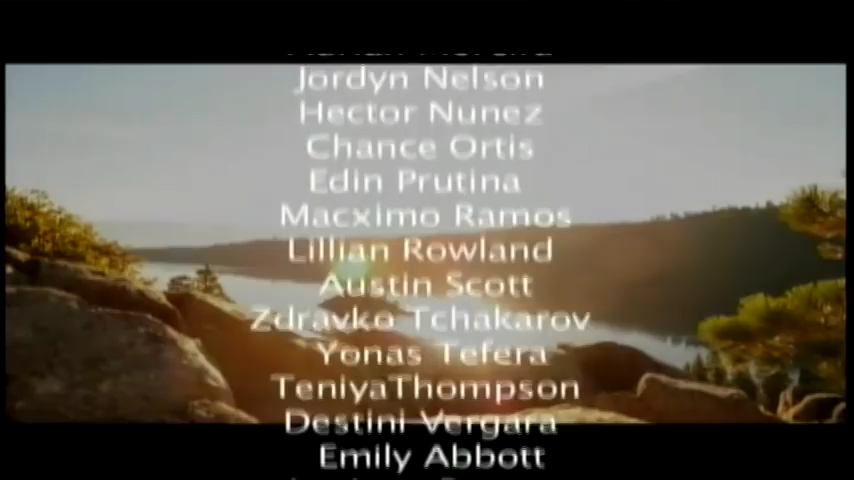 Jordyn Nelson
Hector Nunez
Chance Ortis
Edin Prutina
Macximo Ramos
Lillian Rowland
Austin Scott
Zdravko Tchakarov
Yonas Tefera
TeniyaThompson
Destini Vergara
Emily Abbott